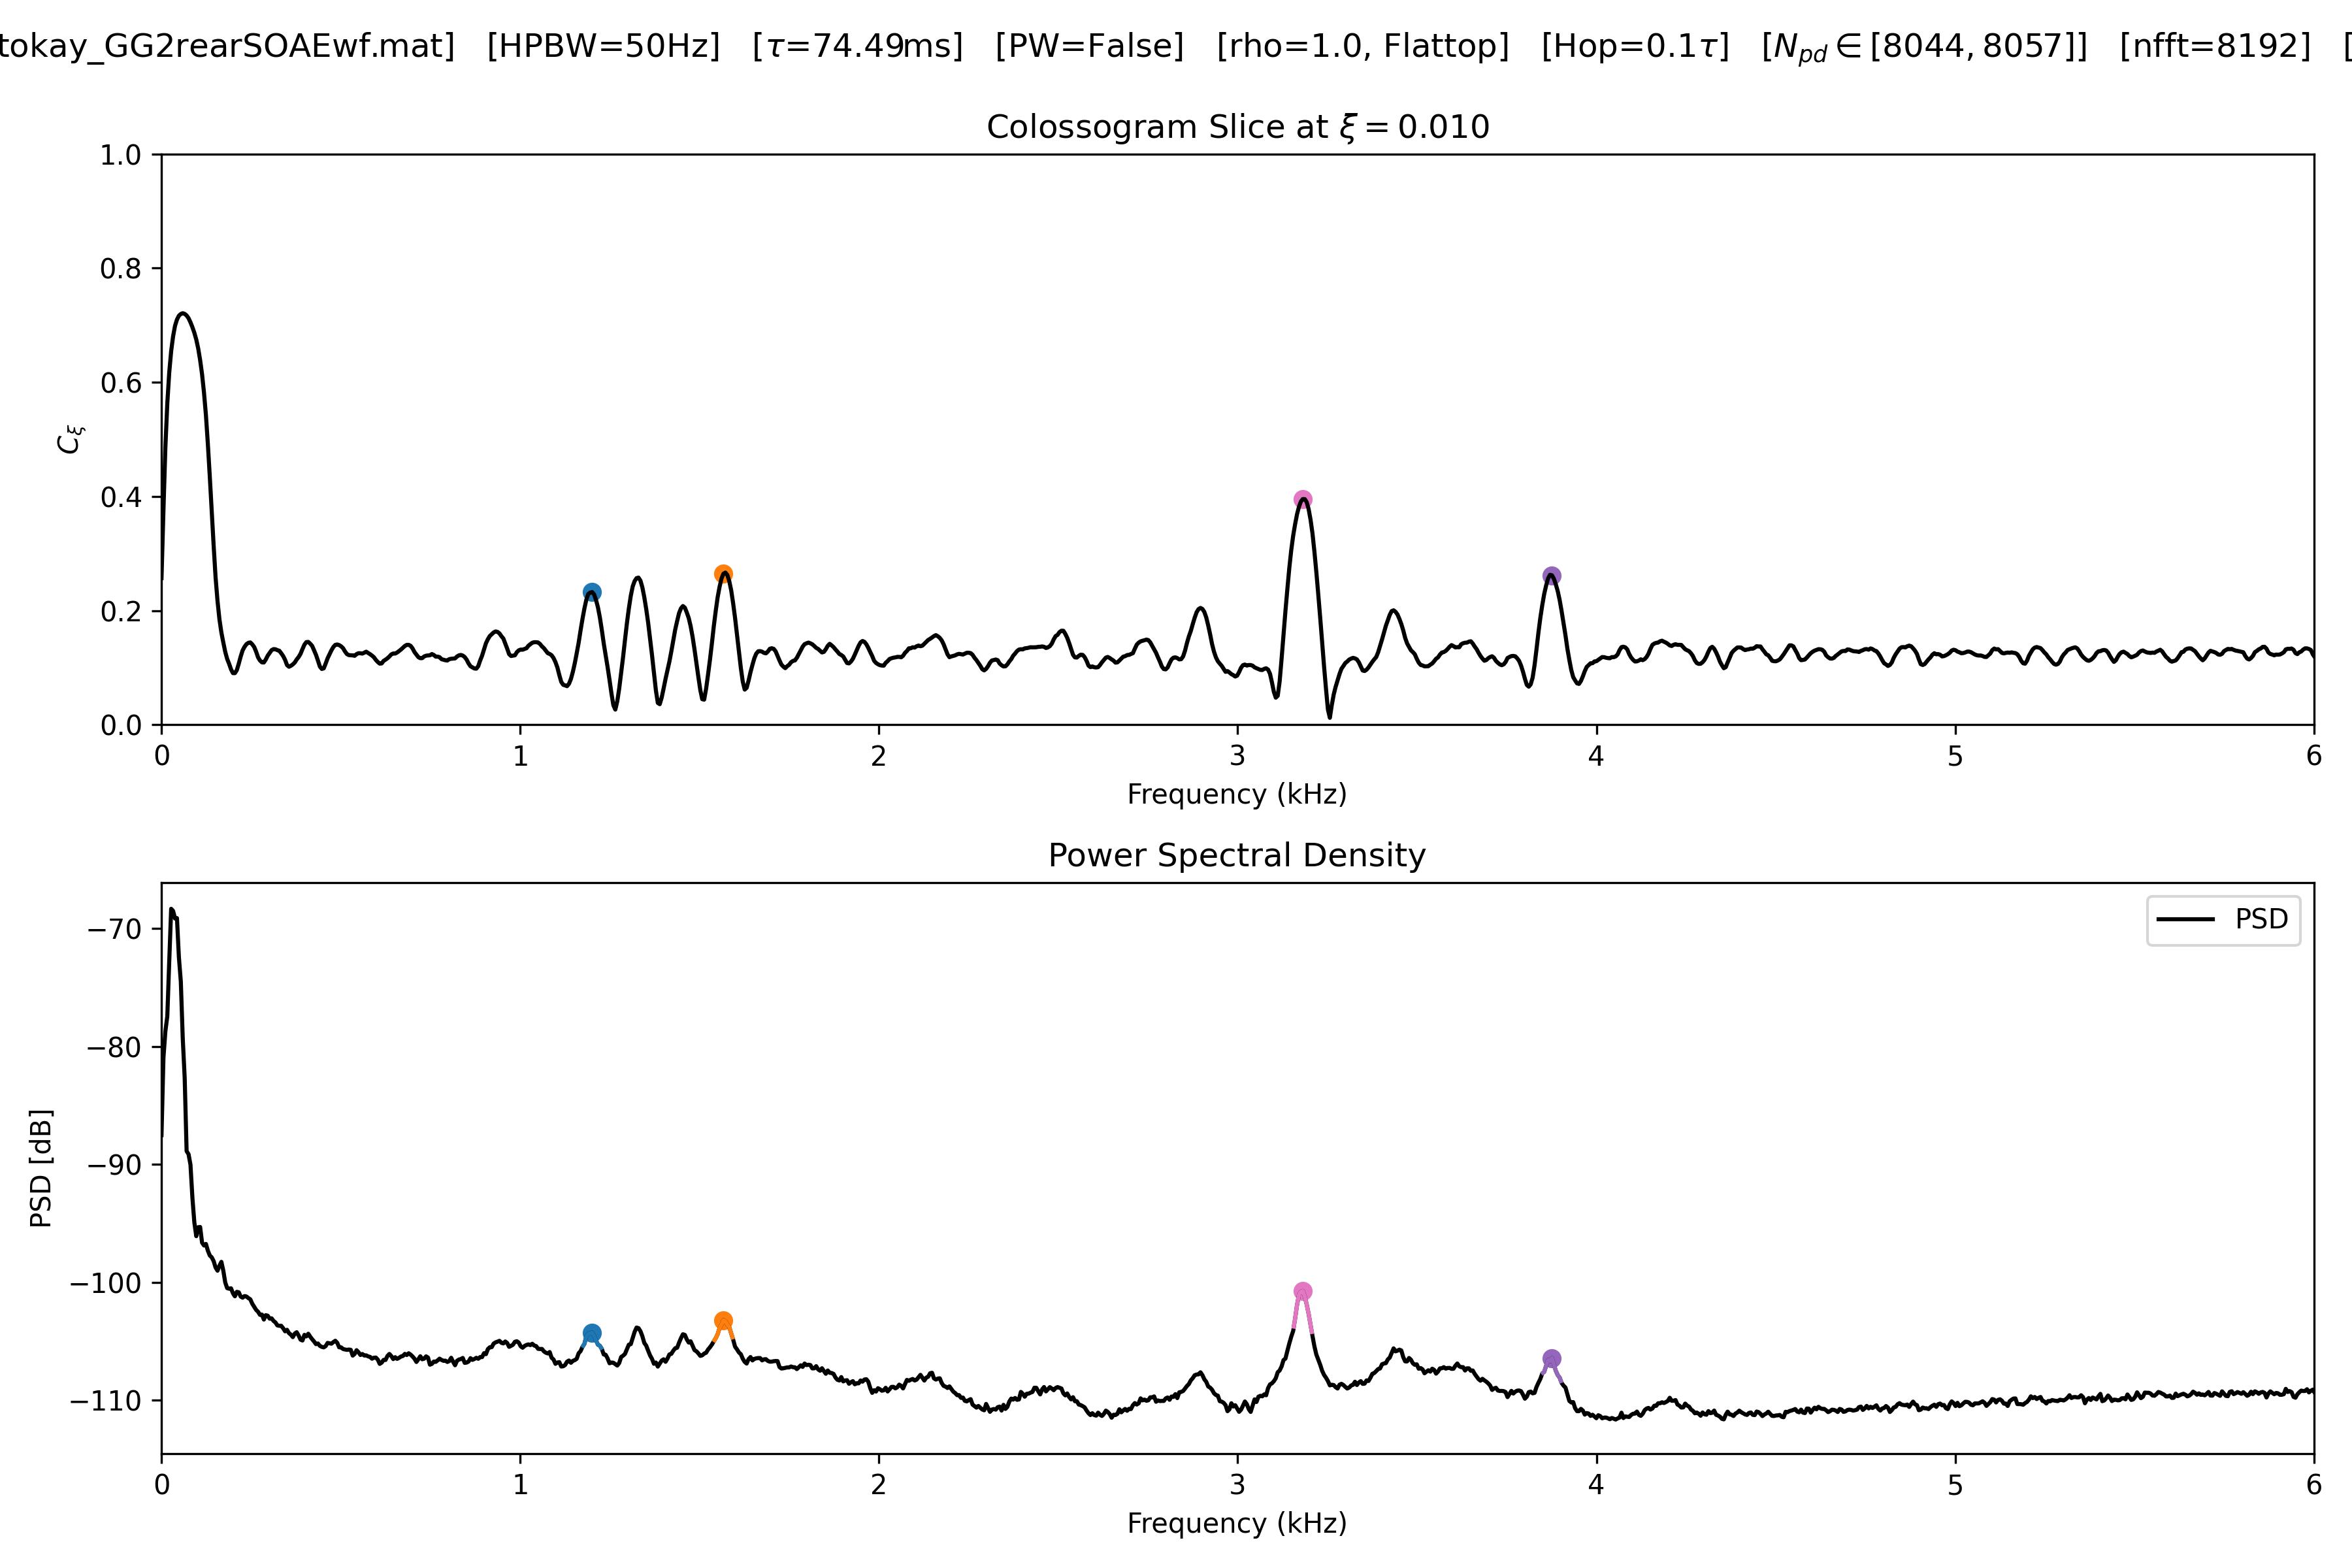 tokay_GG2rearSOAEwf.mat] [HPBW=50Hz] [τ=74.49ms] [PW=False] [rho=1.0, Flattop] [Hop=0.1τ] [N_pd ∈ [8044, 8057]] [nfft=8192] [
Colossogram Slice at ξ = 0.010
1.0
0.8
0.6
0.4
0.2
0.0
C_ξ
0 1 2 3 4 5 6
Frequency (kHz)
Power Spectral Density
PSD
−70
−80
−90
−100
−110
PSD [dB]
0 1 2 3 4 5 6
Frequency (kHz)